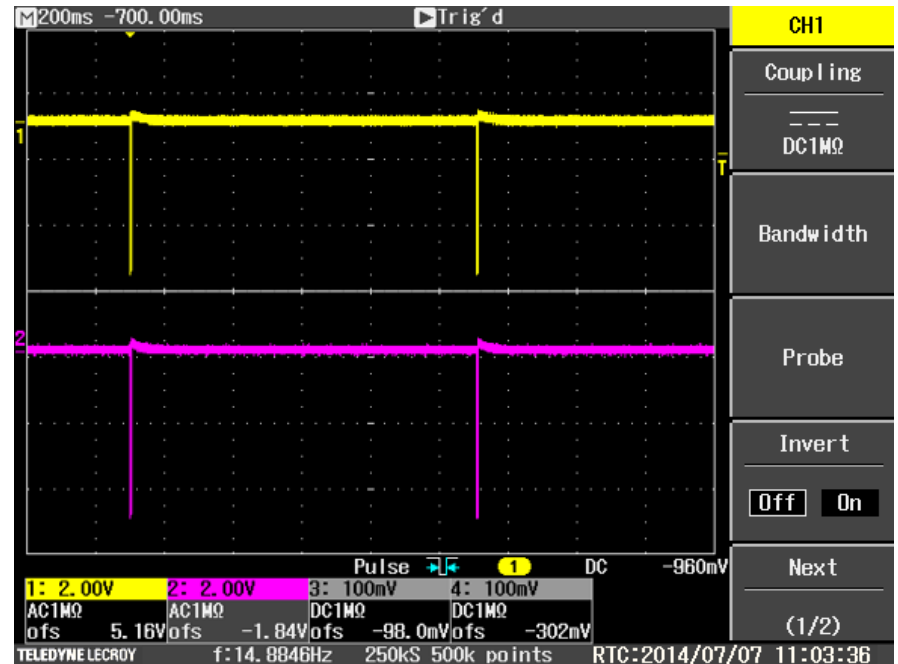 M 200ms -700.00ms Trig´d
CH1
Coupling
DC1MΩ
Bandwidth
Probe
Invert
Off On
Next
(1/2)
1
T
2
Pulse 1 DC -960mV
1: 2.00V 2: 2.00V 3: 100mV 4: 100mV
AC1MΩ AC1MΩ DC1MΩ DC1MΩ
ofs 5.16V ofs -1.84V ofs -98.0mV ofs -302mV
TELEDYNE LECROY f:14.8846Hz 250kS 500k points RTC:2014/07/07 11:03:36